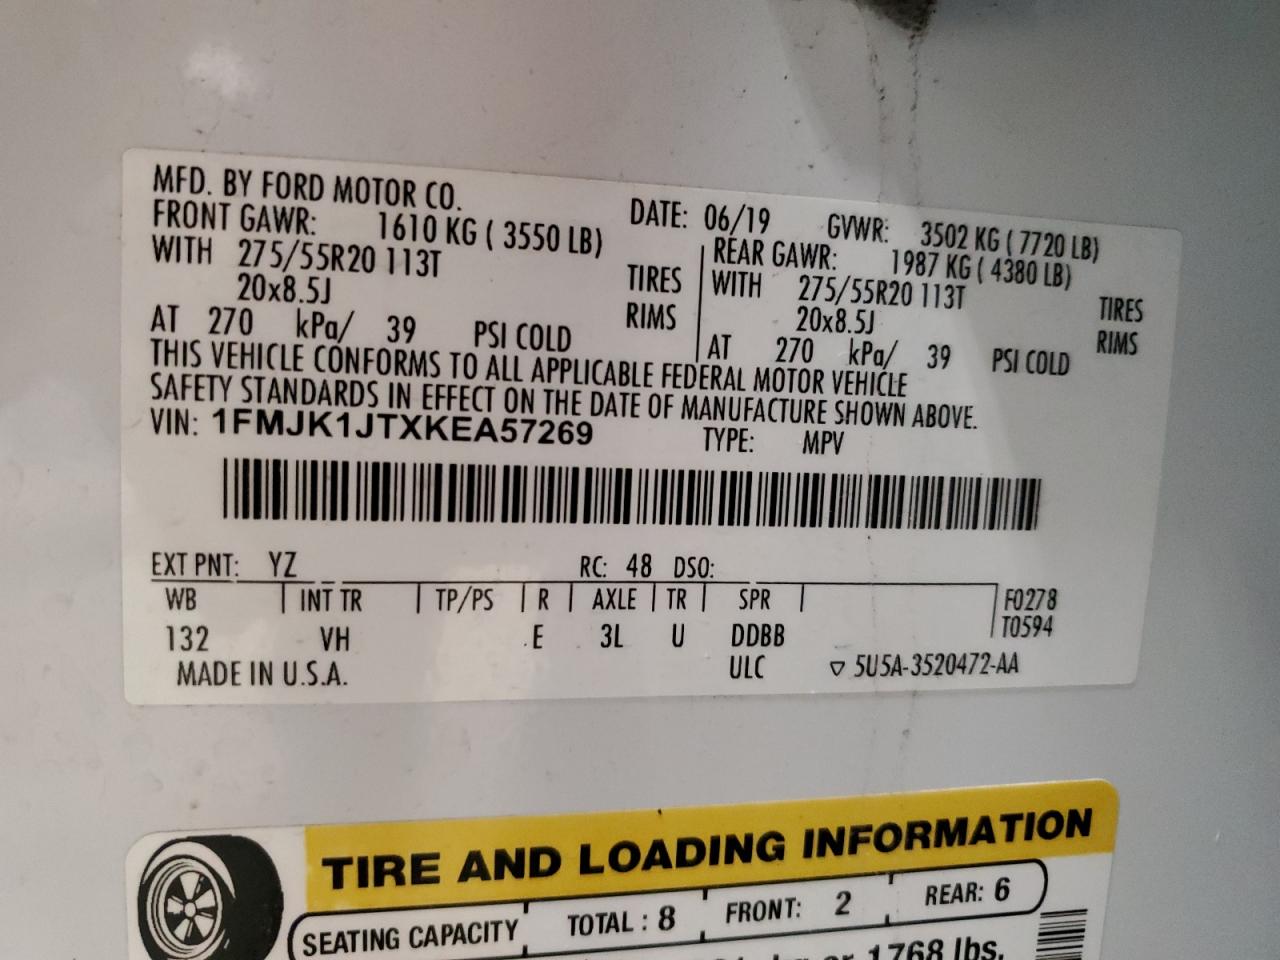 MFD. BY FORD MOTOR CO. DATE: 06/19 GVWR: 3502 KG ( 7720 LB)
FRONT GAWR: 1610 KG ( 3550 LB) REAR GAWR: 1987 KG ( 4380 LB)
WITH 275/55R20 113T TIRES WITH 275/55R20 113T TIRES
20x8.5J RIMS 20x8.5J RIMS
AT 270 kPa/ 39 PSI COLD AT 270 kPa/ 39 PSI COLD
THIS VEHICLE CONFORMS TO ALL APPLICABLE FEDERAL MOTOR VEHICLE
SAFETY STANDARDS IN EFFECT ON THE DATE OF MANUFACTURE SHOWN ABOVE.
VIN: 1FMJK1JTXKEA57269 TYPE: MPV
EXT PNT: YZ RC: 48 DSO:
WB INT TR TP/PS R AXLE TR SPR F0278
T0594
132 VH E 3L U DDBB
MADE IN U.S.A. ULC ▽ 5U5A-3520472-AA
TIRE AND LOADING INFORMATION
SEATING CAPACITY TOTAL : 8 FRONT: 2 REAR: 6
or 1768 lbs.